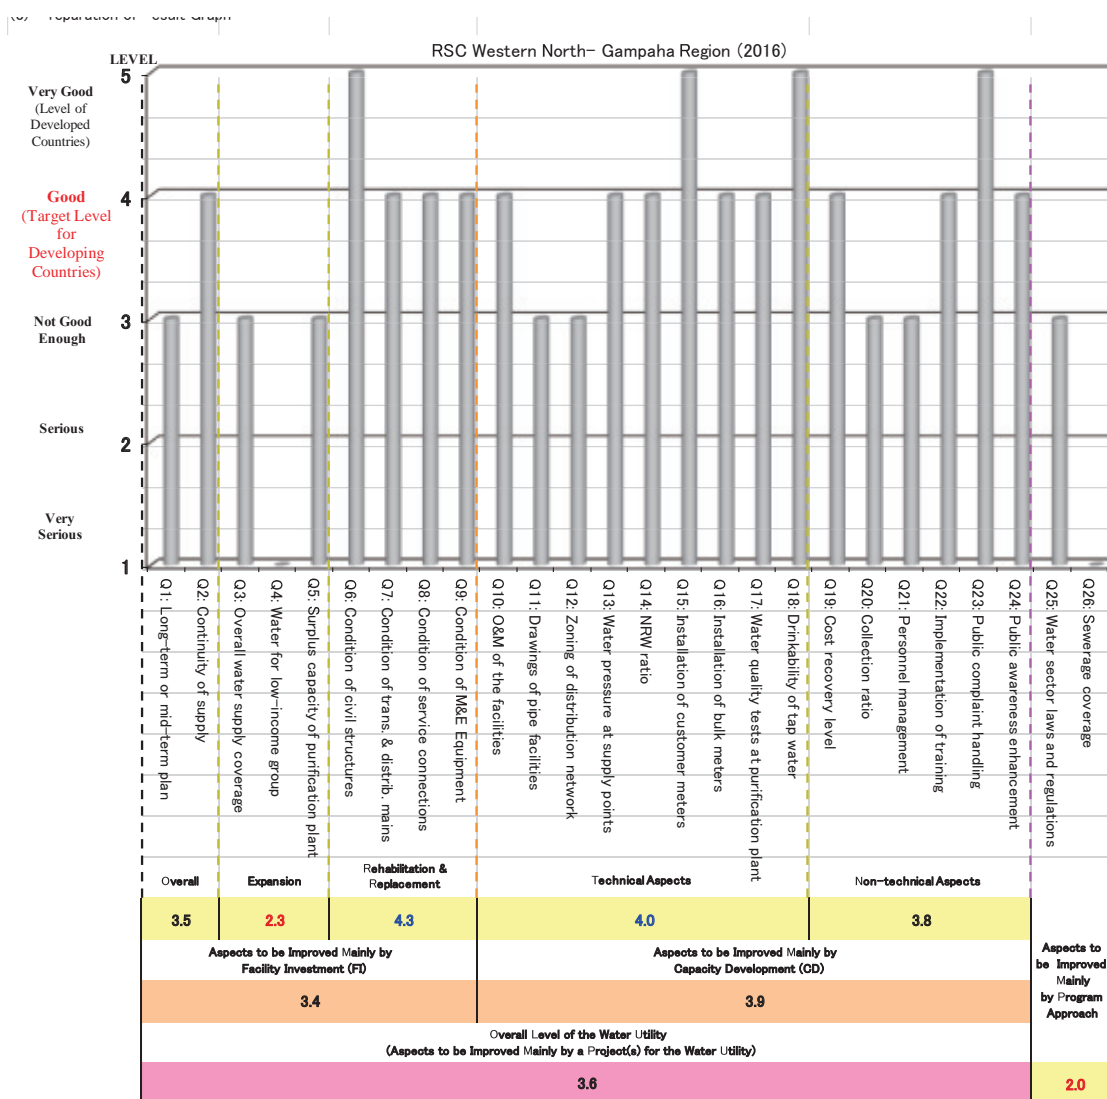 RSC Western North- Gampaha Region (2016)
LEVEL
5
Very Good
(Level of
Developed
Countries)
Good
(Target Level
for
Developing
Countries)
4
Not Good
Enough
3
Serious
2
Very
Serious
1
Q1: Long-term or mid-term plan
Q2: Continuity of supply
Q3: Overall water supply coverage
Q4: Water for low-income group
Q5: Surplus capacity of purification plant
Q6: Condition of civil structures
Q7: Condition of trans. & distrib. mains
Q8: Condition of service connections
Q9: Condition of M&E Equipment
Q10: O&M of the facilities
Q11: Drawings of pipe facilities
Q12: Zoning of distribution network
Q13: Water pressure at supply points
Q14: NRW ratio
Q15: Installation of customer meters
Q16: Installation of bulk meters
Q17: Water quality tests at purification plant
Q18: Drinkability of tap water
Q19: Cost recovery level
Q20: Collection ratio
Q21: Personnel management
Q22: Implementation of training
Q23: Public complaint handling
Q24: Public awareness enhancement
Q25: Water sector laws and regulations
Q26: Sewerage coverage
Overall
Expansion
Rehabilitation &
Replacement
Technical Aspects
Non-technical Aspects
3.5
2.3
4.3
4.0
3.8
Aspects to be Improved Mainly by
Facility Investment (FI)
Aspects to be Improved Mainly by
Capacity Development (CD)
Aspects to
be Improved
Mainly
by Program
Approach
3.4
3.9
Overall Level of the Water Utility
(Aspects to be Improved Mainly by a Project(s) for the Water Utility)
3.6
2.0